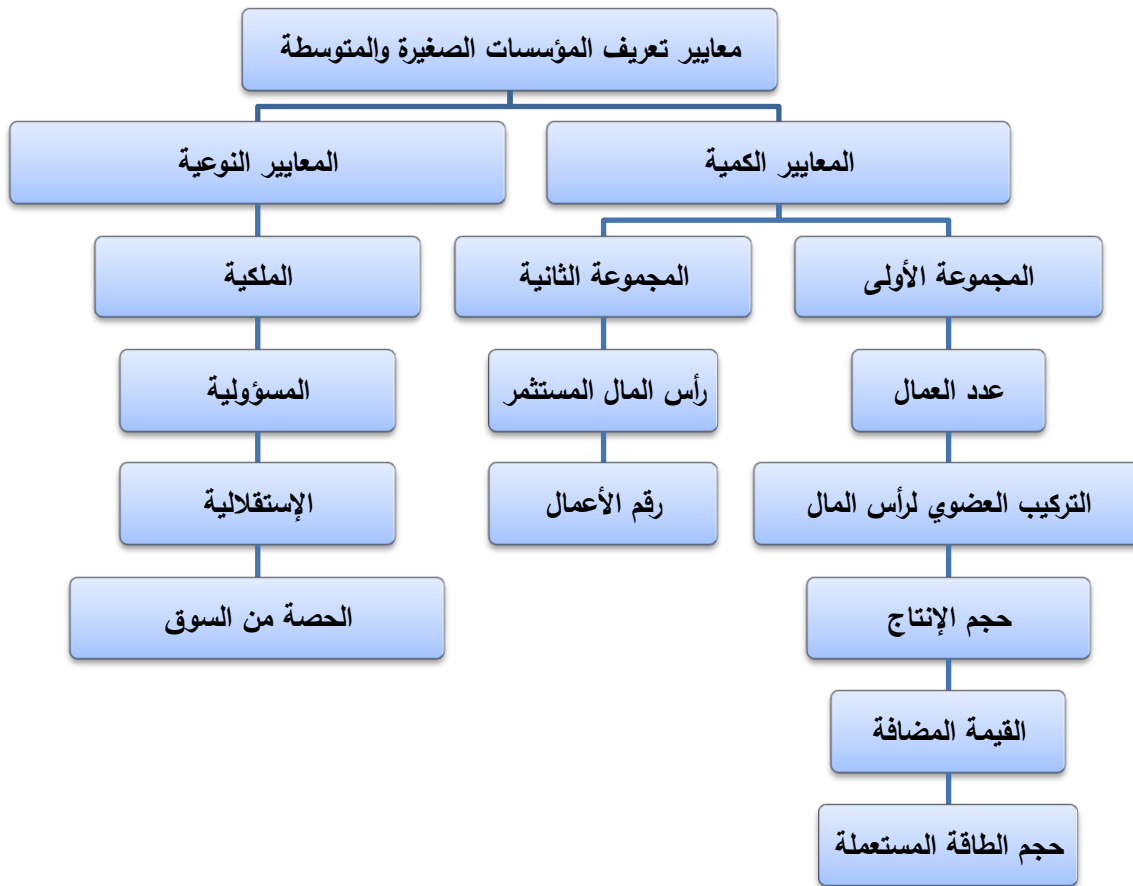 معايير تعريف المؤسسات الصغيرة والمتوسطة
المعايير الكمية
المعايير النوعية
المجموعة الأولى
المجموعة الثانية
الملكية
عدد العمال
رأس المال المستثمر
المسؤولية
التركيب العضوي لرأس المال
رقم الأعمال
الإستقلالية
حجم الإنتاج
الحصة من السوق
القيمة المضافة
حجم الطاقة المستعملة